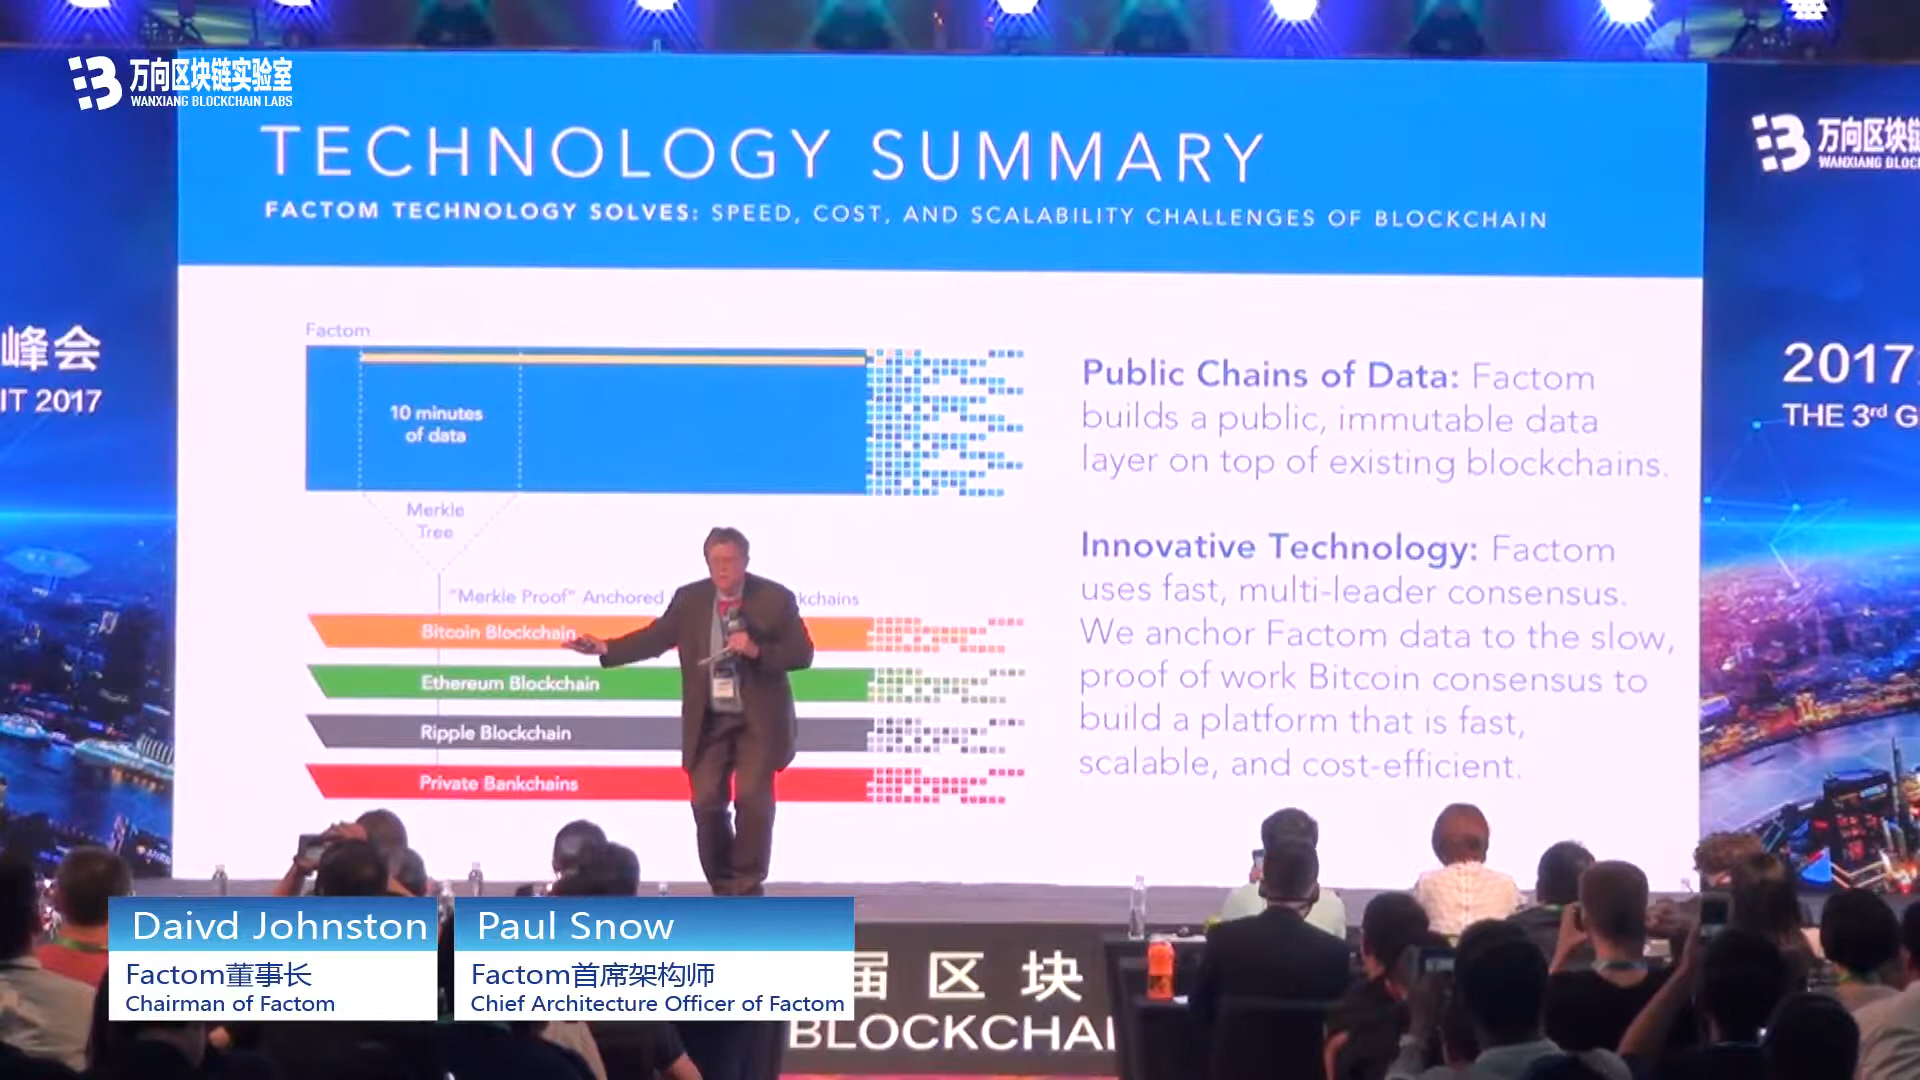 万向区块链实验室
WANXIANG BLOCKCHAIN LABS
TECHNOLOGY SUMMARY
FACTOM TECHNOLOGY SOLVES: SPEED, COST, AND SCALABILITY CHALLENGES OF BLOCKCHAIN
万向区块链
WANXIANG
峰会
IT 2017
2017
THE 3rd G
Factom
10 minutes
of data
Merkle
Tree
"Merkle Proof" Anchored
Bitcoin Blockchain
Ethereum Blockchain
Ripple Blockchain
Private Bankchains
Public Chains of Data: Factom
builds a public, immutable data
layer on top of existing blockchains.
Innovative Technology: Factom
uses fast, multi-leader consensus.
We anchor Factom data to the slow,
proof of work Bitcoin consensus to
build a platform that is fast,
scalable, and cost-efficient.
Daivd Johnston
Factom董事长
Chairman of Factom
Paul Snow
Factom首席架构师
Chief Architecture Officer of Factom
届区块
BLOCKCHAI